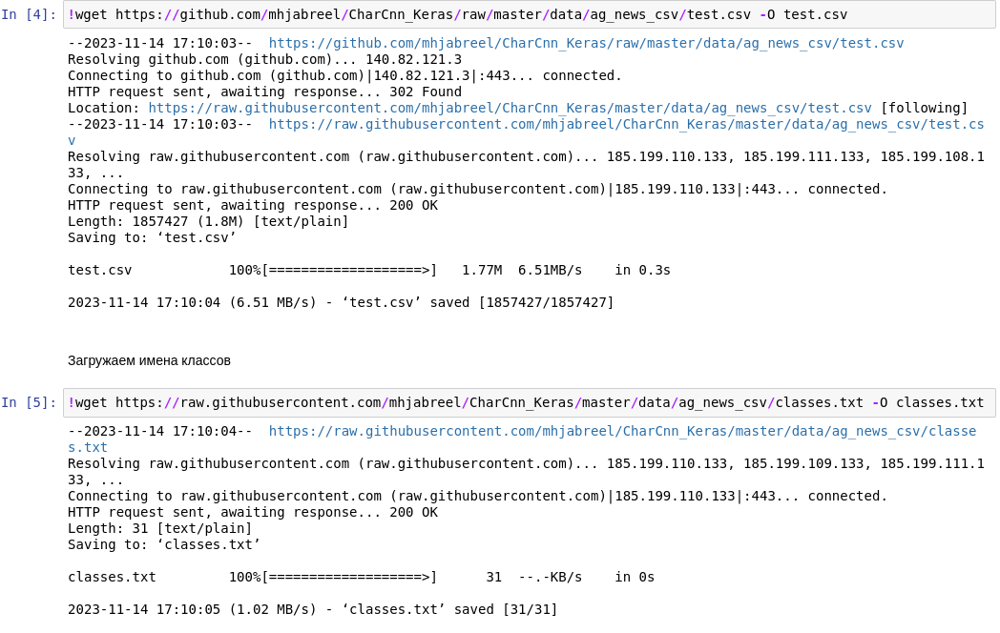 In [4]: !wget https://github.com/mhjabreel/CharCnn_Keras/raw/master/data/ag_news_csv/test.csv -O test.csv
--2023-11-14 17:10:03--  https://github.com/mhjabreel/CharCnn_Keras/raw/master/data/ag_news_csv/test.csv
Resolving github.com (github.com)... 140.82.121.3
Connecting to github.com (github.com)|140.82.121.3|:443... connected.
HTTP request sent, awaiting response... 302 Found
Location: https://raw.githubusercontent.com/mhjabreel/CharCnn_Keras/master/data/ag_news_csv/test.csv [following]
--2023-11-14 17:10:03--  https://raw.githubusercontent.com/mhjabreel/CharCnn_Keras/master/data/ag_news_csv/test.cs
v
Resolving raw.githubusercontent.com (raw.githubusercontent.com)... 185.199.110.133, 185.199.111.133, 185.199.108.1
33, ...
Connecting to raw.githubusercontent.com (raw.githubusercontent.com)|185.199.110.133|:443... connected.
HTTP request sent, awaiting response... 200 OK
Length: 1857427 (1.8M) [text/plain]
Saving to: ‘test.csv’
test.csv            100%[===================>]   1.77M  6.51MB/s    in 0.3s
2023-11-14 17:10:04 (6.51 MB/s) - ‘test.csv’ saved [1857427/1857427]
Загружаем имена классов
In [5]: !wget https://raw.githubusercontent.com/mhjabreel/CharCnn_Keras/master/data/ag_news_csv/classes.txt -O classes.txt
--2023-11-14 17:10:04--  https://raw.githubusercontent.com/mhjabreel/CharCnn_Keras/master/data/ag_news_csv/classe
s.txt
Resolving raw.githubusercontent.com (raw.githubusercontent.com)... 185.199.110.133, 185.199.109.133, 185.199.111.1
33, ...
Connecting to raw.githubusercontent.com (raw.githubusercontent.com)|185.199.110.133|:443... connected.
HTTP request sent, awaiting response... 200 OK
Length: 31 [text/plain]
Saving to: ‘classes.txt’
classes.txt         100%[===================>]      31  --.-KB/s    in 0s
2023-11-14 17:10:05 (1.02 MB/s) - ‘classes.txt’ saved [31/31]